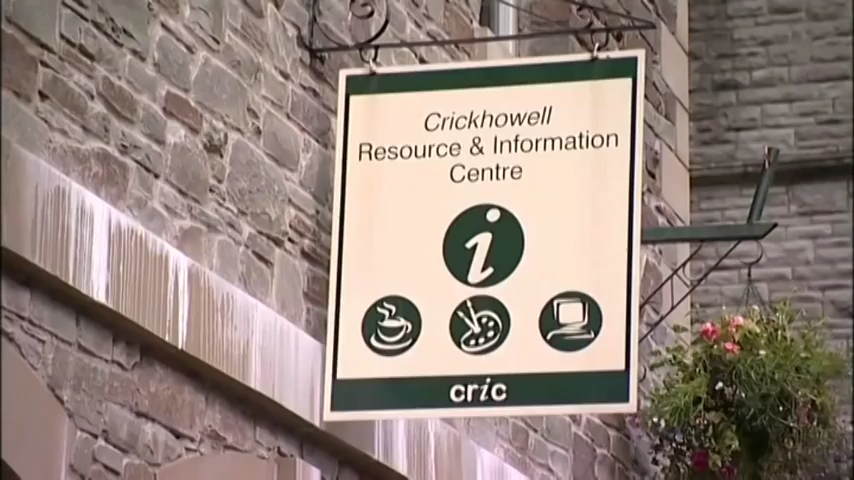 Crickhowell
Resource & Information
Centre
i
cric